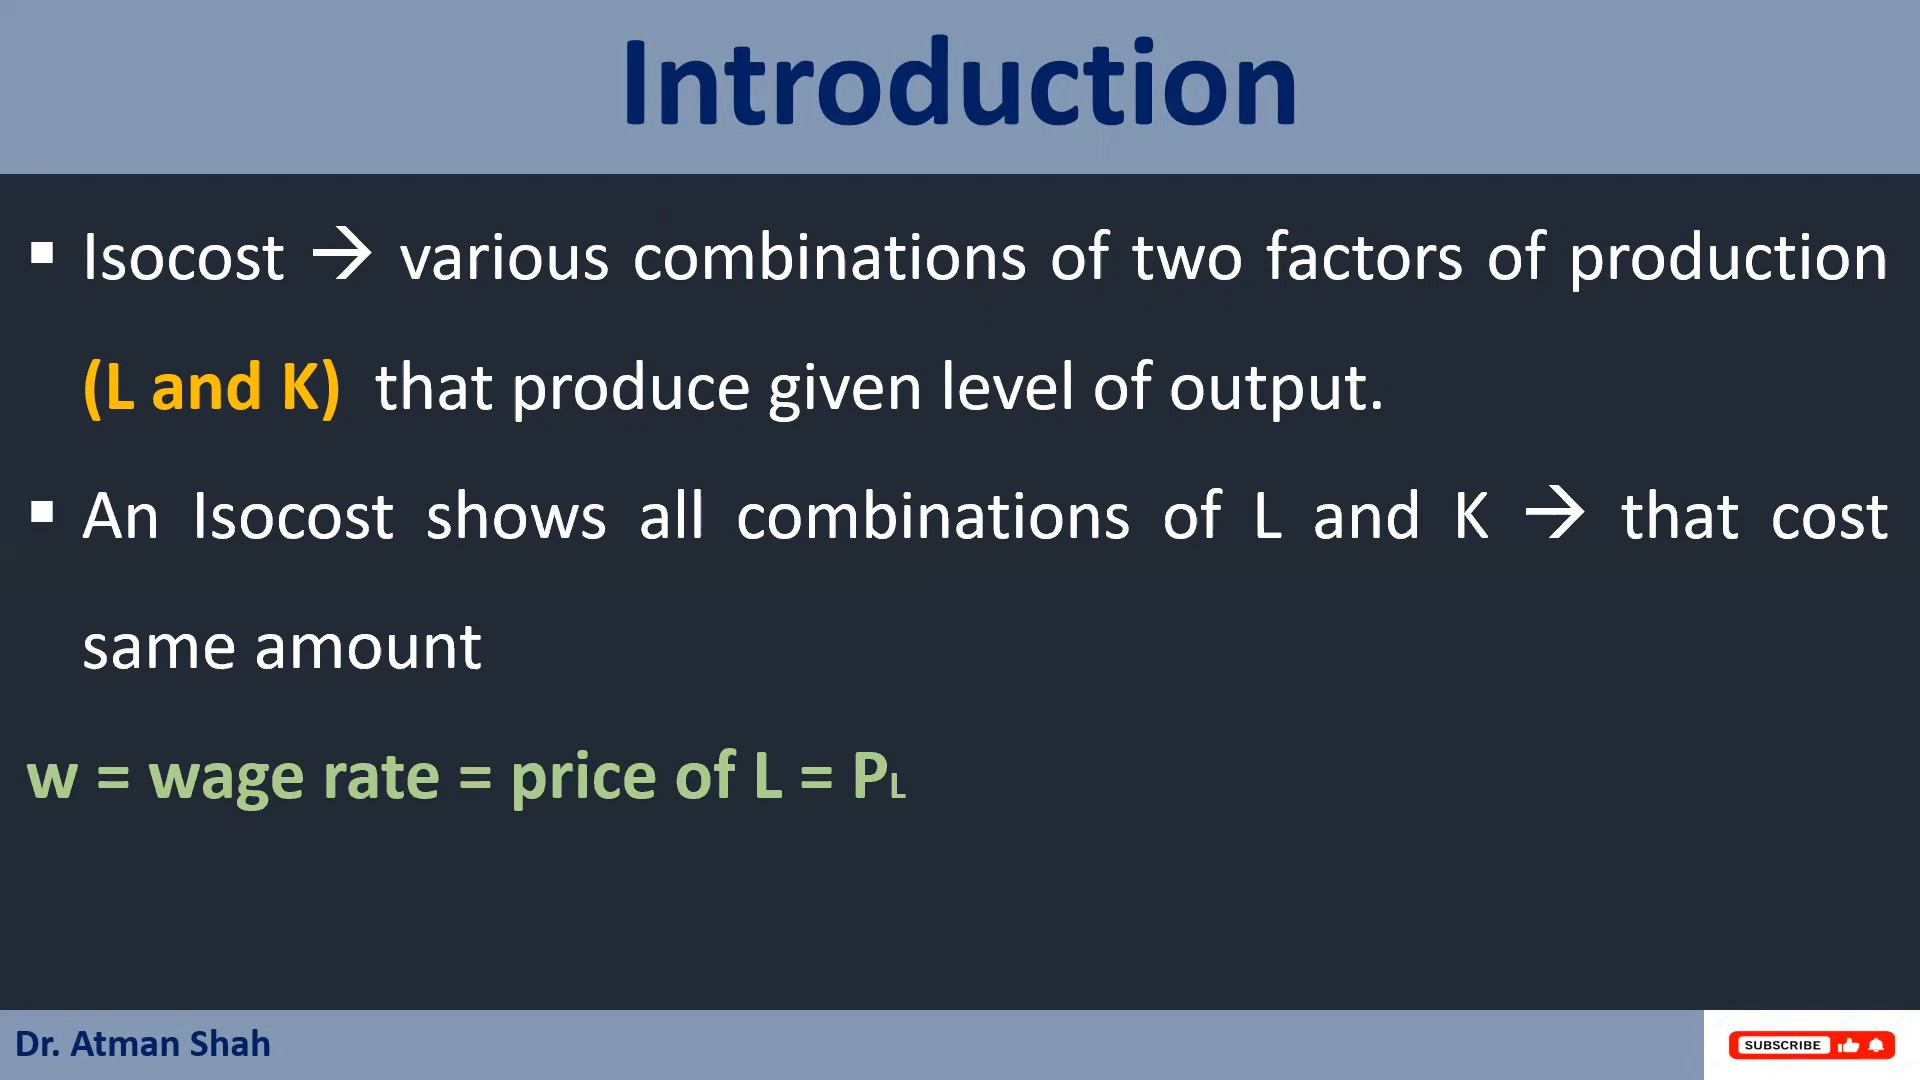 Introduction
▪ Isocost → various combinations of two factors of production
(L and K) that produce given level of output.
▪ An Isocost shows all combinations of L and K → that cost
same amount
w = wage rate = price of L = PL
Dr. Atman Shah
SUBSCRIBE